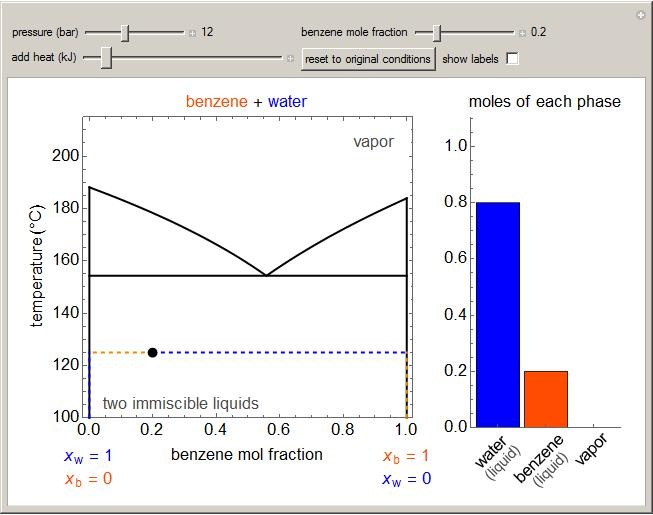 pressure (bar) 12 benzene mole fraction 0.2
add heat (kJ) reset to original conditions show labels
benzene + water
moles of each phase
vapor
temperature (°C)
200
180
160
140
120
100
two immiscible liquids
0.0 0.2 0.4 0.6 0.8 1.0
benzene mol fraction
xw = 1
xb = 0
xb = 1
xw = 0
1.0
0.8
0.6
0.4
0.2
0.0
water
(liquid)
benzene
(liquid)
vapor